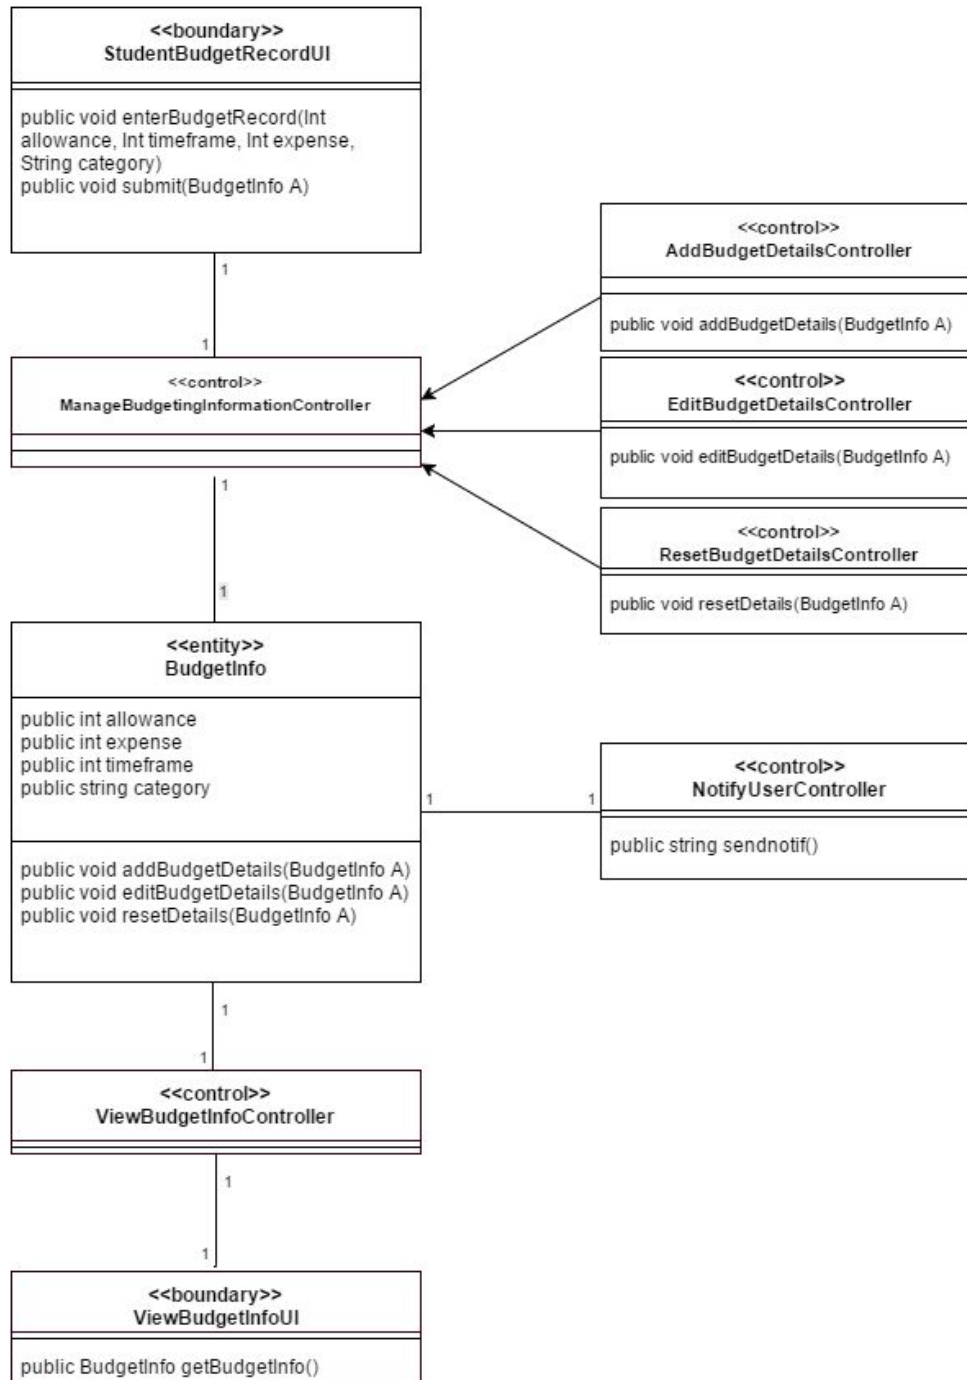 <<boundary>>
StudentBudgetRecordUI
public void enterBudgetRecord(Int
allowance, Int timeframe, Int expense,
String category)
public void submit(BudgetInfo A)
1
1
<<control>>
ManageBudgetingInformationController
<<control>>
AddBudgetDetailsController
public void addBudgetDetails(BudgetInfo A)
<<control>>
EditBudgetDetailsController
public void editBudgetDetails(BudgetInfo A)
<<control>>
ResetBudgetDetailsController
public void resetDetails(BudgetInfo A)
1
1
<<entity>>
BudgetInfo
public int allowance
public int expense
public int timeframe
public string category
public void addBudgetDetails(BudgetInfo A)
public void editBudgetDetails(BudgetInfo A)
public void resetDetails(BudgetInfo A)
1
1
<<control>>
NotifyUserController
public string sendnotif()
1
1
<<control>>
ViewBudgetInfoController
1
1
<<boundary>>
ViewBudgetInfoUI
public BudgetInfo getBudgetInfo()